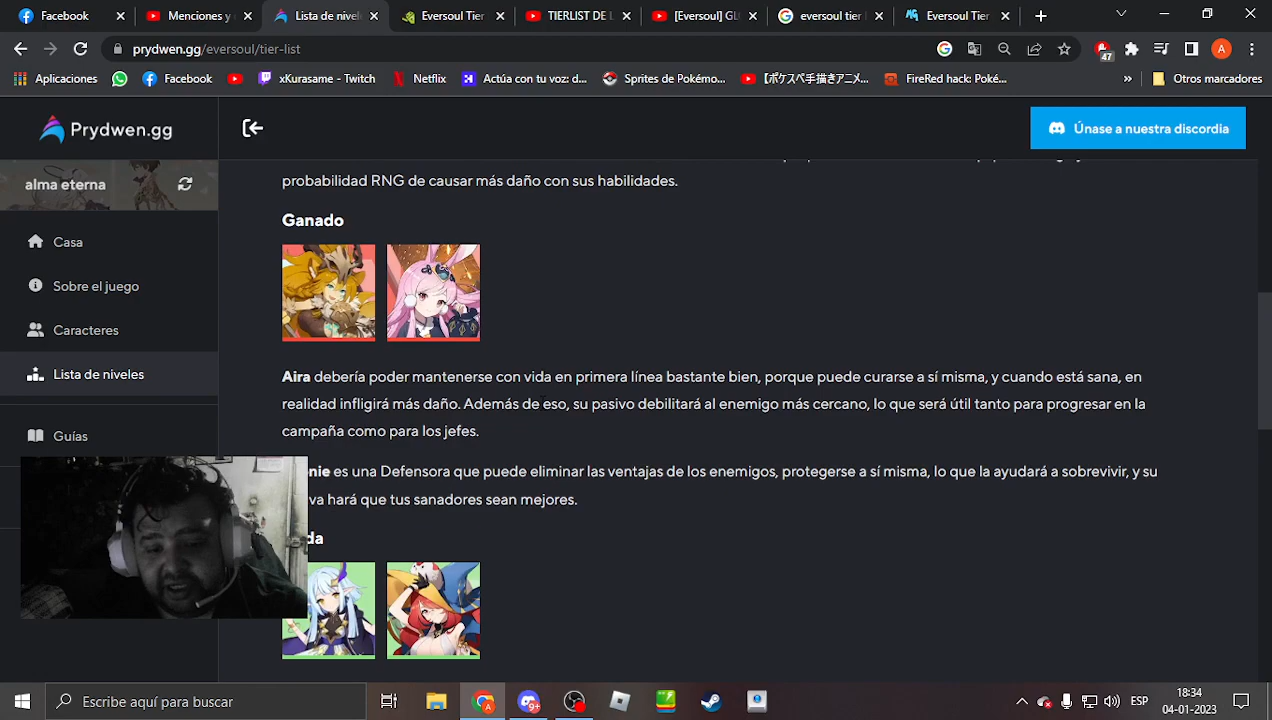 Facebook
Menciones y
Lista de nivele
Eversoul Tier
TIERLIST DE L
[Eversoul] GU
eversoul tier
Eversoul Tier
prydwen.gg/eversoul/tier-list
47
A
Aplicaciones
Facebook
xKurasame - Twitch
Netflix
Actúa con tu voz: d...
Sprites de Pokémo...
【ポケスペ手描きアニメ...
FireRed hack: Poké...
»
Otros marcadores
Prydwen.gg
Únase a nuestra discordia
alma eterna
Casa
Sobre el juego
Caracteres
Lista de niveles
Guías
probabilidad RNG de causar más daño con sus habilidades.
Ganado
Aira debería poder mantenerse con vida en primera línea bastante bien, porque puede curarse a sí misma, y cuando está sana, en
realidad infligirá más daño. Además de eso, su pasivo debilitará al enemigo más cercano, lo que será útil tanto para progresar en la
campaña como para los jefes.
nie es una Defensora que puede eliminar las ventajas de los enemigos, protegerse a sí misma, lo que la ayudará a sobrevivir, y su
va hará que tus sanadores sean mejores.
da
Escribe aquí para buscar
9+
ESP
18:34
04-01-2023